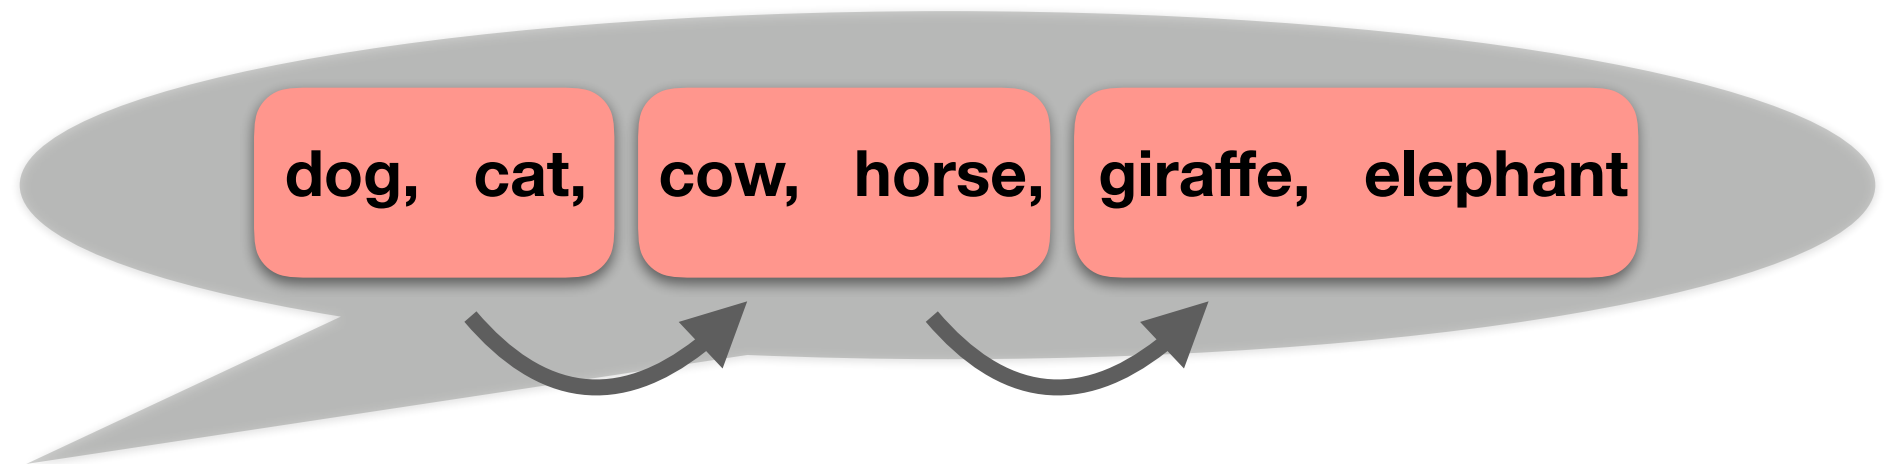 dog, cat, cow, horse, giraffe, elephant